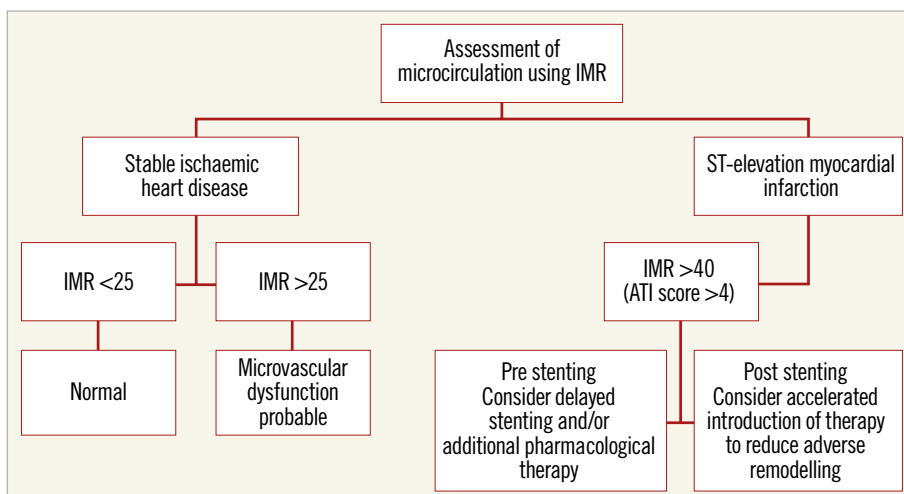 Assessment of
microcirculation using IMR
Stable ischaemic
heart disease
ST-elevation myocardial
infarction
IMR <25
IMR >25
IMR >40
(ATI score >4)
Normal
Microvascular
dysfunction
probable
Pre stenting
Consider delayed
stenting and/or
additional pharmacological
therapy
Post stenting
Consider accelerated
introduction of therapy
to reduce adverse
remodelling